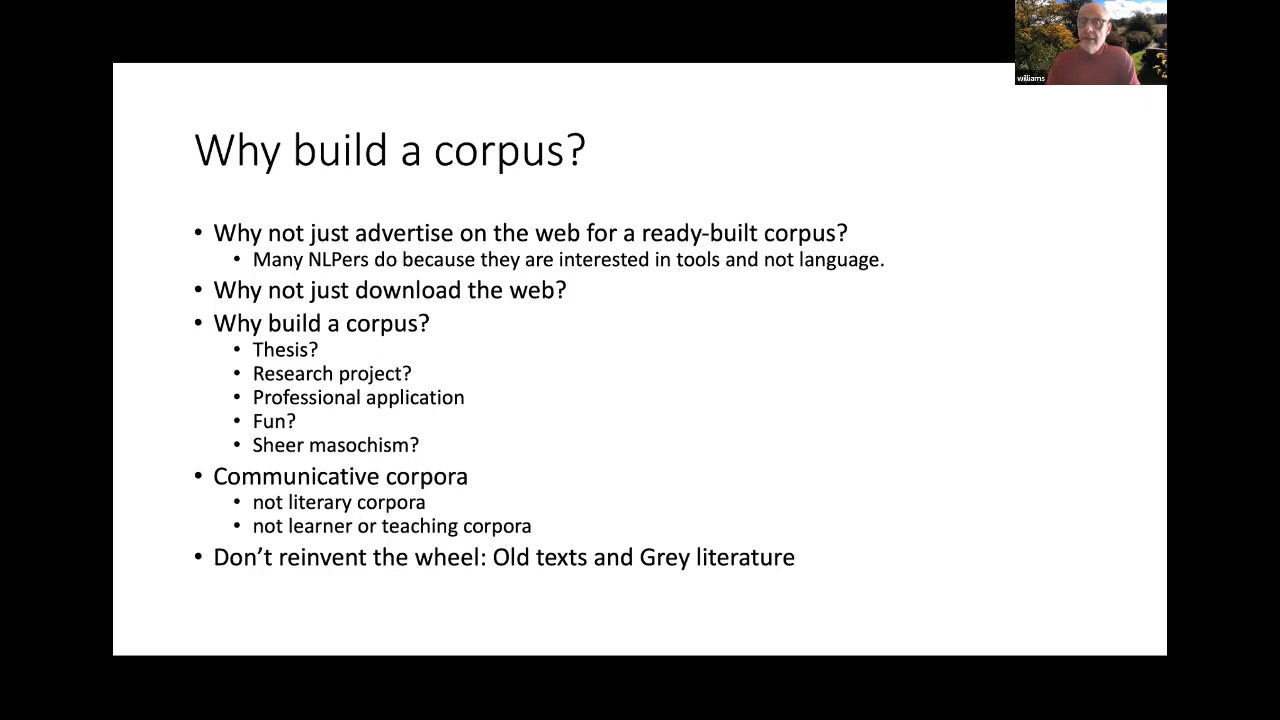 williams
Why build a corpus?
• Why not just advertise on the web for a ready-built corpus?
• Many NLPers do because they are interested in tools and not language.
• Why not just download the web?
• Why build a corpus?
• Thesis?
• Research project?
• Professional application
• Fun?
• Sheer masochism?
• Communicative corpora
• not literary corpora
• not learner or teaching corpora
• Don’t reinvent the wheel: Old texts and Grey literature